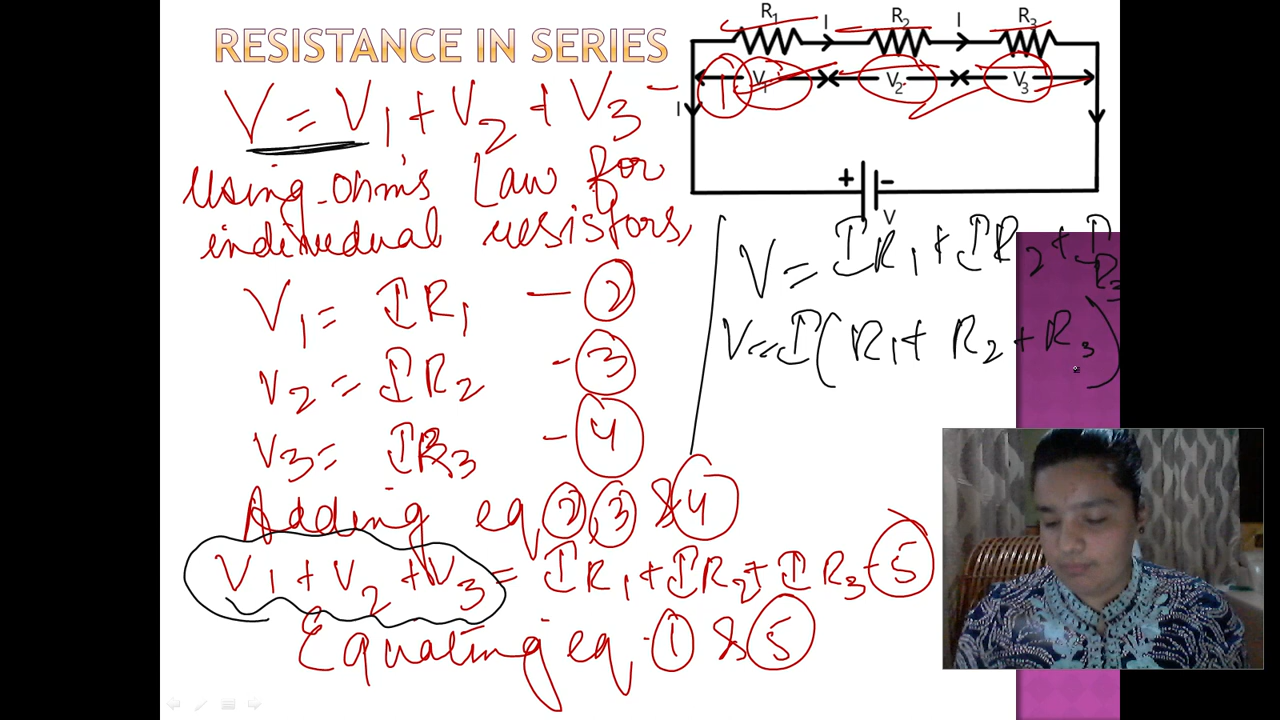 RESISTANCE IN SERIES
R1 I R2 I R3
V1 V2 V3
I
+ -
V
V = V1 + V2 + V3 - 1
Using Ohm's Law for
individual resistors,
V1 = IR1 - 2
V2 = IR2 - 3
V3 = IR3 - 4
Adding eq 2, 3 & 4
V1 + V2 + V3 = IR1 + IR2 + IR3 - 5
Equating eq. 1 & 5
V = IR1 + IR2 + IR3
V = I(R1 + R2 + R3)